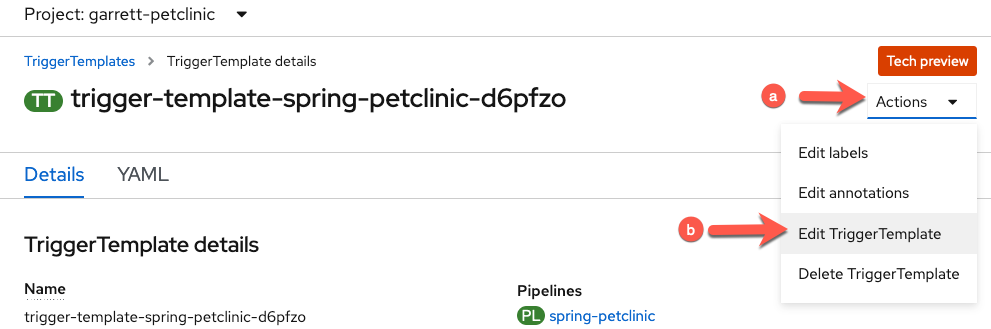 Project: garrett-petclinic
TriggerTemplates > TriggerTemplate details
Tech preview
TT trigger-template-spring-petclinic-d6pfzo
a
Actions
Details YAML
Edit labels
Edit annotations
b
Edit TriggerTemplate
Delete TriggerTemplate
TriggerTemplate details
Name
trigger-template-spring-petclinic-d6pfzo
Pipelines
PL spring-petclinic